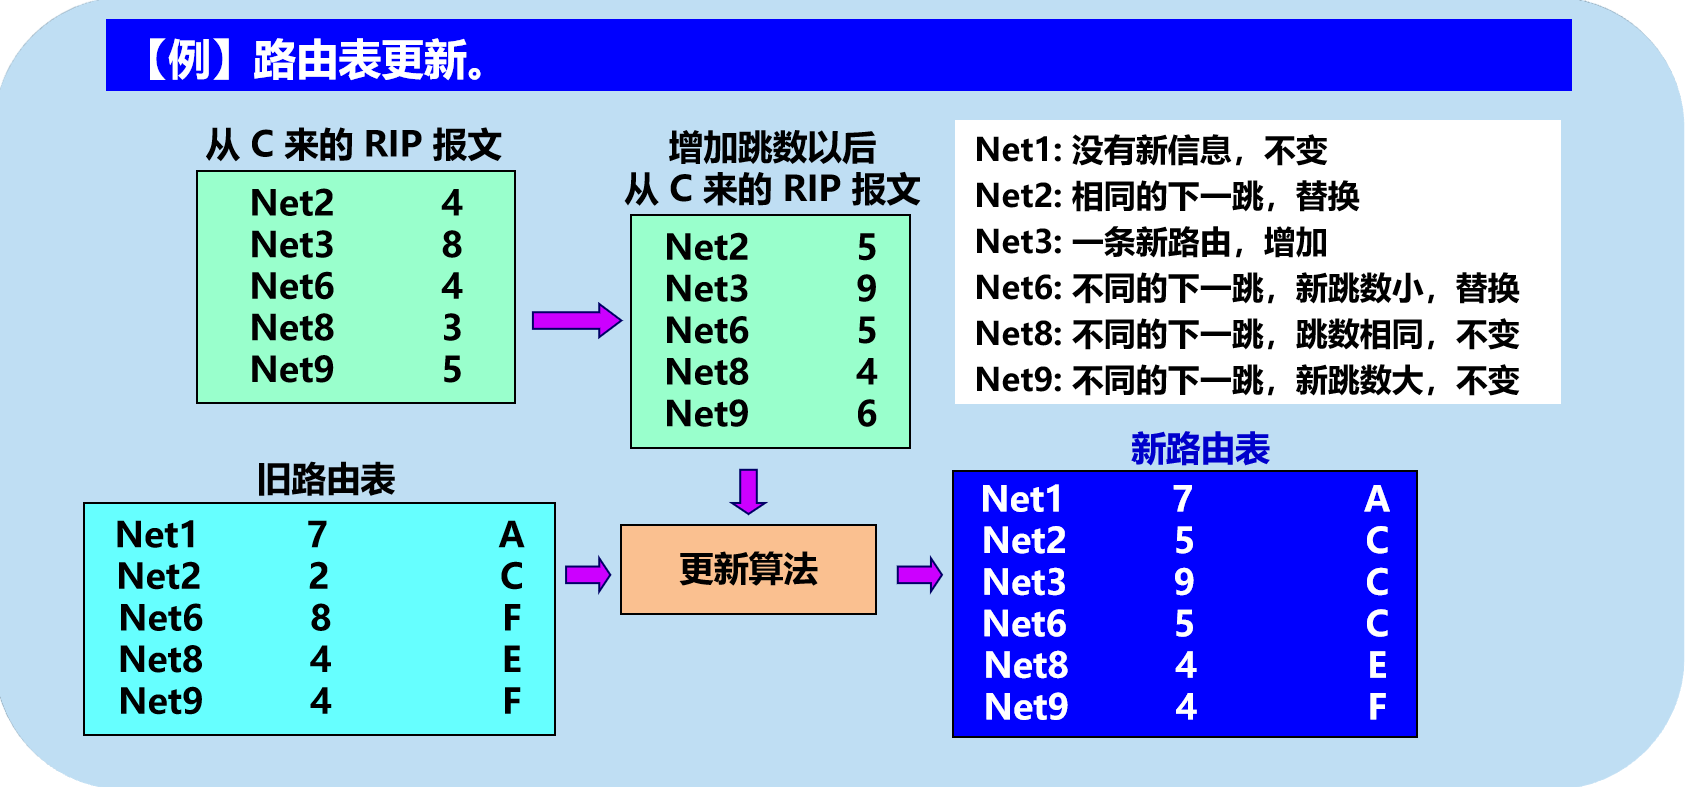 【例】路由表更新。
从 C 来的 RIP 报文
Net2 4
Net3 8
Net6 4
Net8 3
Net9 5
增加跳数以后
从 C 来的 RIP 报文
Net2 5
Net3 9
Net6 5
Net8 4
Net9 6
Net1: 没有新信息，不变
Net2: 相同的下一跳，替换
Net3: 一条新路由，增加
Net6: 不同的下一跳，新跳数小，替换
Net8: 不同的下一跳，跳数相同，不变
Net9: 不同的下一跳，新跳数大，不变
旧路由表
Net1 7 A
Net2 2 C
Net6 8 F
Net8 4 E
Net9 4 F
更新算法
新路由表
Net1 7 A
Net2 5 C
Net3 9 C
Net6 5 C
Net8 4 E
Net9 4 F